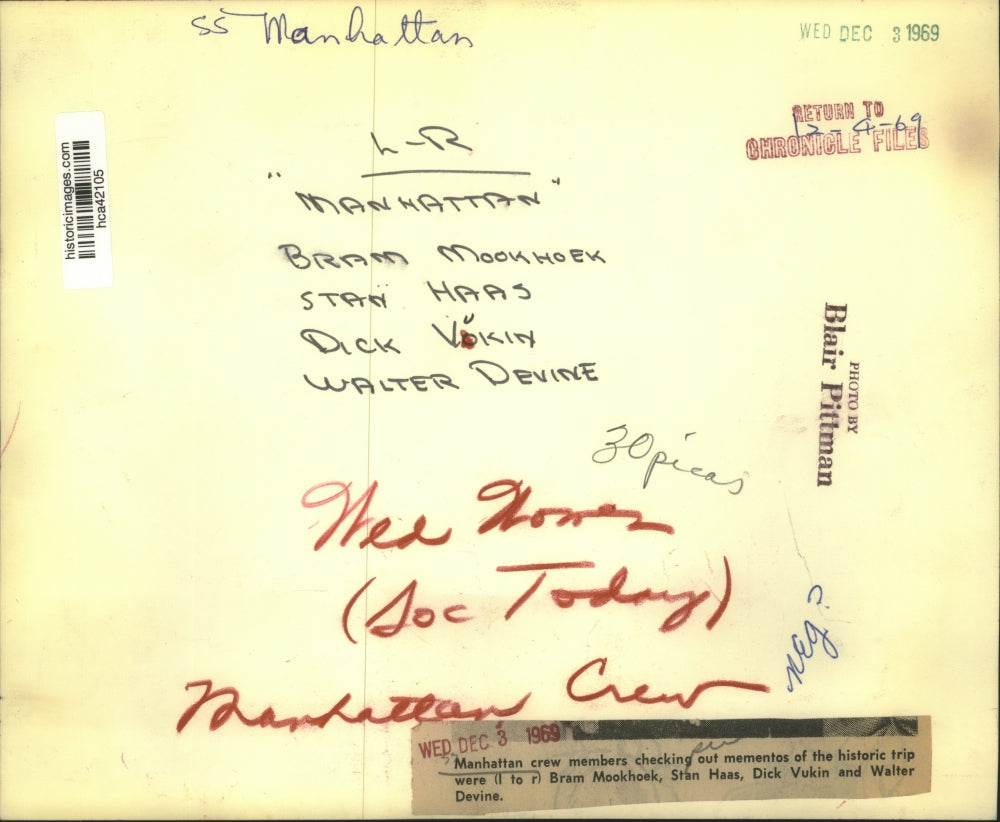 SS Manhattan
WED DEC 3 1969
RETURN TO
12-4-69
CHRONICLE FILES
historicimages.com
hca42105
L-R
"MANHATTAN"
BRAM MOOKHOEK
STAN HAAS
DICK VUKIN
WALTER DEVINE
PHOTO BY
Blair Pittman
30 picas
Wed
(Soc Today)
neg?
Manhattan Crew
WED DEC 3 1969
Manhattan crew members checking out mementos of the historic trip
were (l to r) Bram Mookhoek, Stan Haas, Dick Vukin and Walter
Devine.